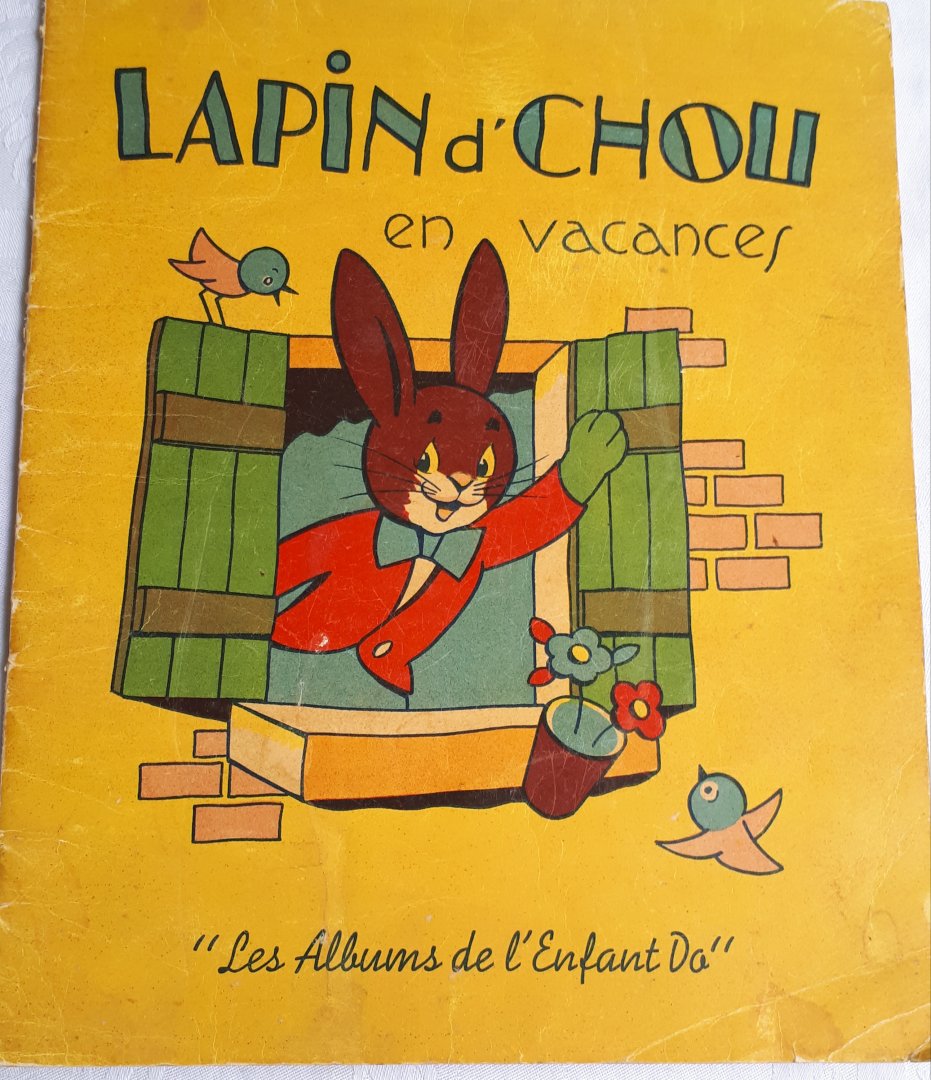 LAPiN d'CHOU
en vacances
"Les Albums de l'Enfant Do"